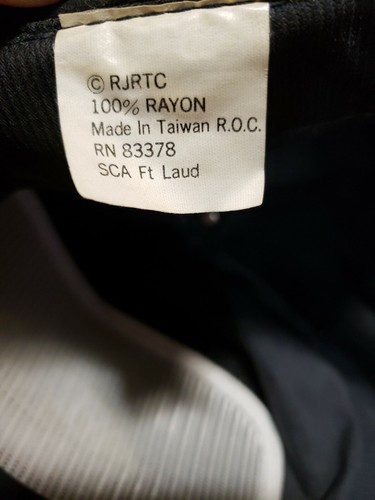 © RJRTC
100% RAYON
Made In Taiwan R.O.C.
RN 83378
SCA Ft Laud